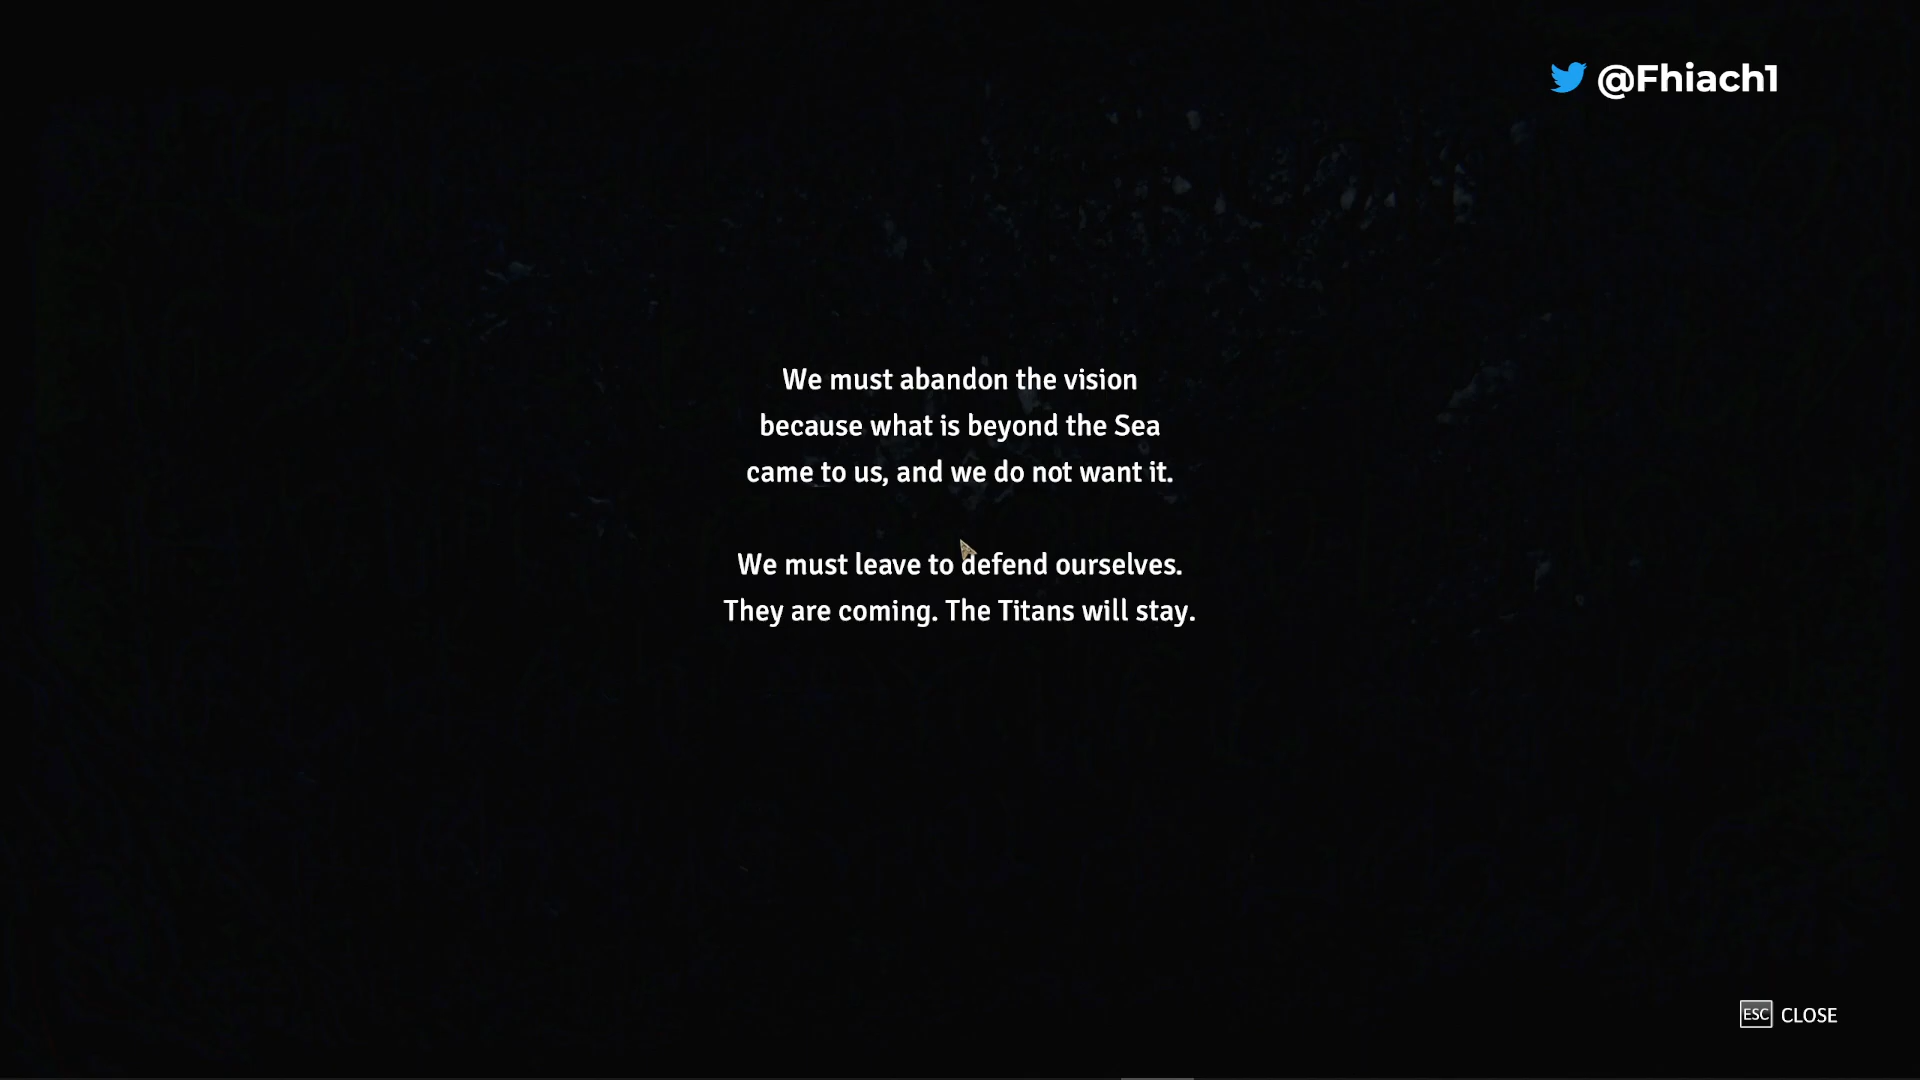 @Fhiach1
We must abandon the vision
because what is beyond the Sea
came to us, and we do not want it.
We must leave to defend ourselves.
They are coming. The Titans will stay.
ESC CLOSE